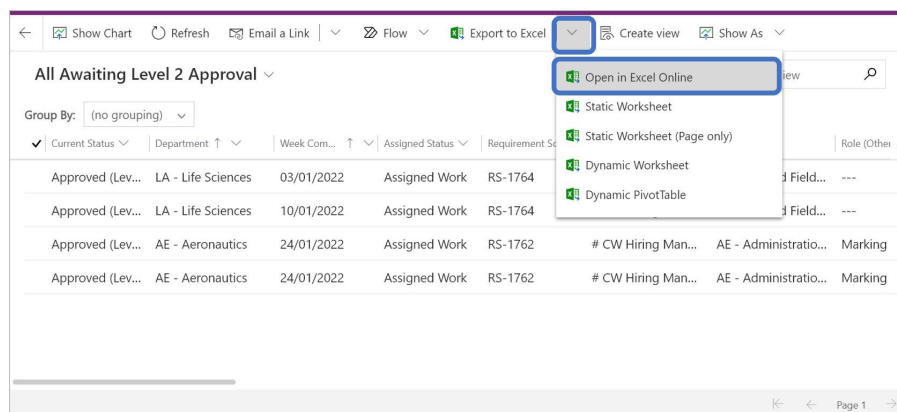 Show Chart Refresh Email a Link Flow Export to Excel Create view Show As
All Awaiting Level 2 Approval
Open in Excel Online
iew
Static Worksheet
Group By: (no grouping)
Static Worksheet (Page only)
Current Status Department ↑ Week Com... ↑ Assigned Status Requirement Sc Role (Other
Dynamic Worksheet
Approved (Lev... LA - Life Sciences 03/01/2022 Assigned Work RS-1764 d Field... ---
Dynamic PivotTable
Approved (Lev... LA - Life Sciences 10/01/2022 Assigned Work RS-1764 d Field... ---
Approved (Lev... AE - Aeronautics 24/01/2022 Assigned Work RS-1762 # CW Hiring Man... AE - Administratio... Marking
Approved (Lev... AE - Aeronautics 24/01/2022 Assigned Work RS-1762 # CW Hiring Man... AE - Administratio... Marking
Page 1